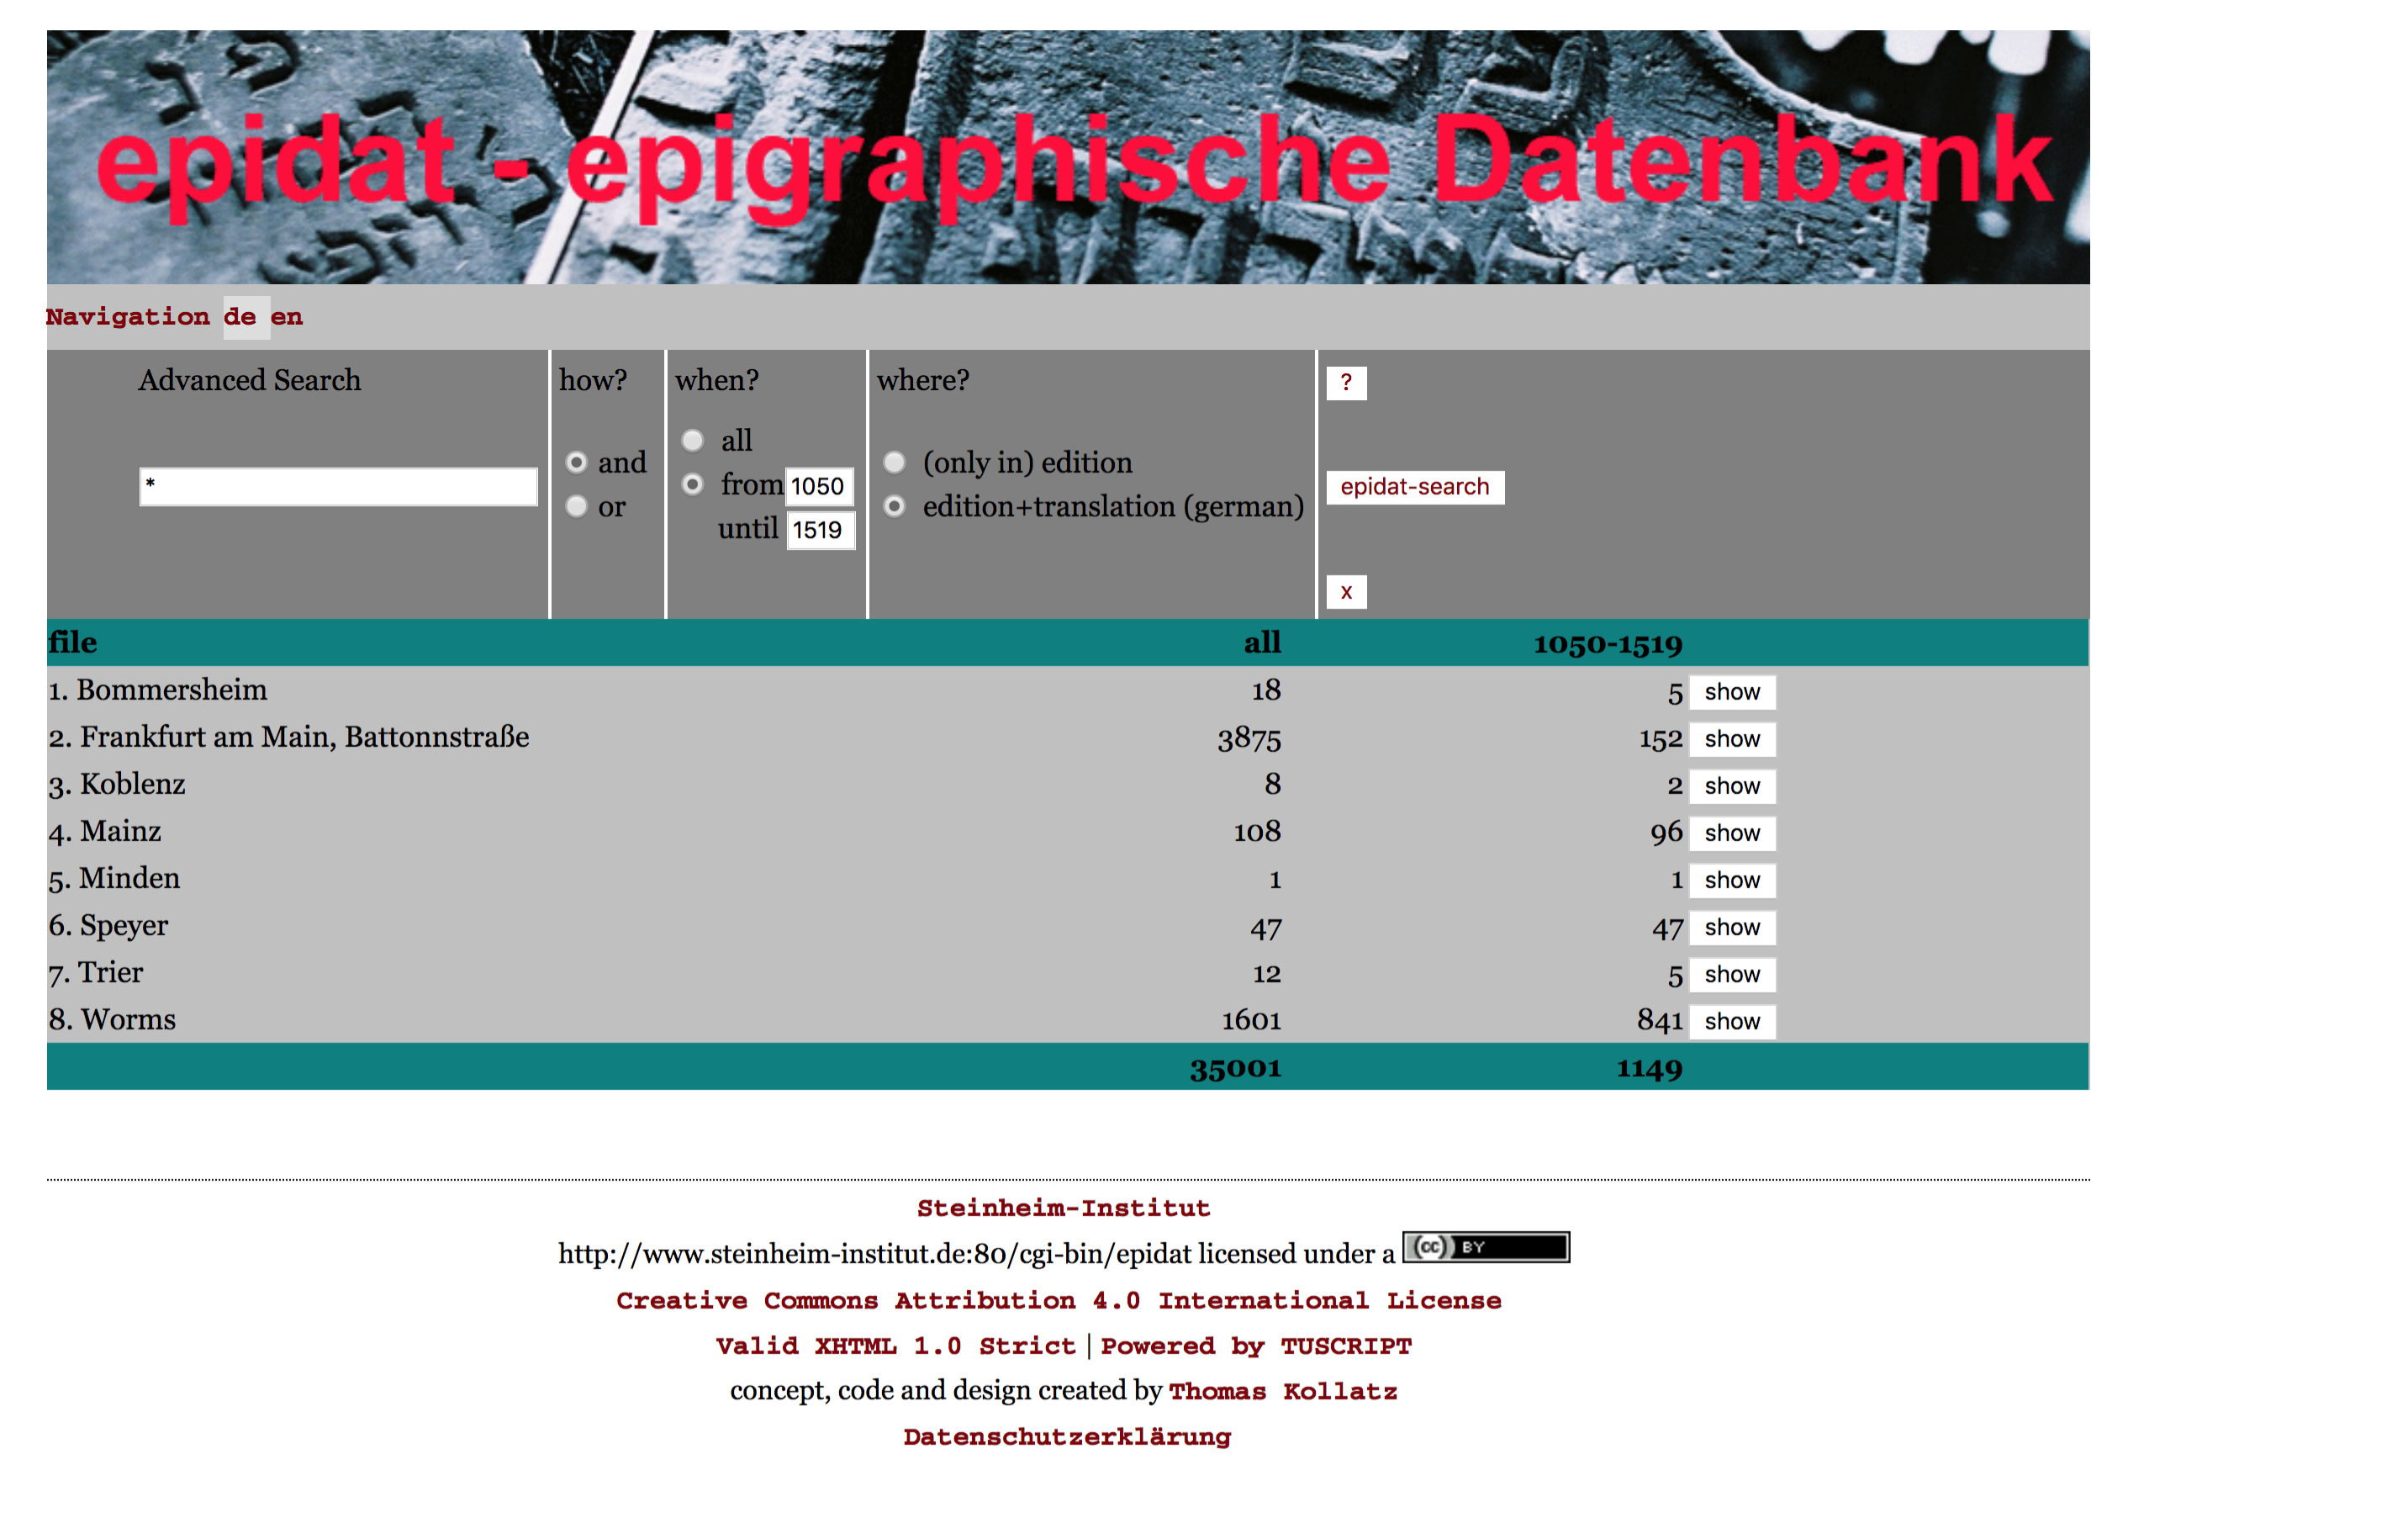 epidat - epigraphische Datenbank
Navigation de en
Advanced Search how? when? where? ?
* and or all from 1050 until 1519 (only in) edition edition+translation (german) epidat-search
x
file all 1050-1519
1. Bommersheim 18 5 show
2. Frankfurt am Main, Battonnstraße 3875 152 show
3. Koblenz 8 2 show
4. Mainz 108 96 show
5. Minden 1 1 show
6. Speyer 47 47 show
7. Trier 12 5 show
8. Worms 1601 841 show
35001 1149
Steinheim-Institut
http://www.steinheim-institut.de:80/cgi-bin/epidat licensed under a (cc) BY
Creative Commons Attribution 4.0 International License
Valid XHTML 1.0 Strict | Powered by TUSCRIPT
concept, code and design created by Thomas Kollatz
Datenschutzerklärung